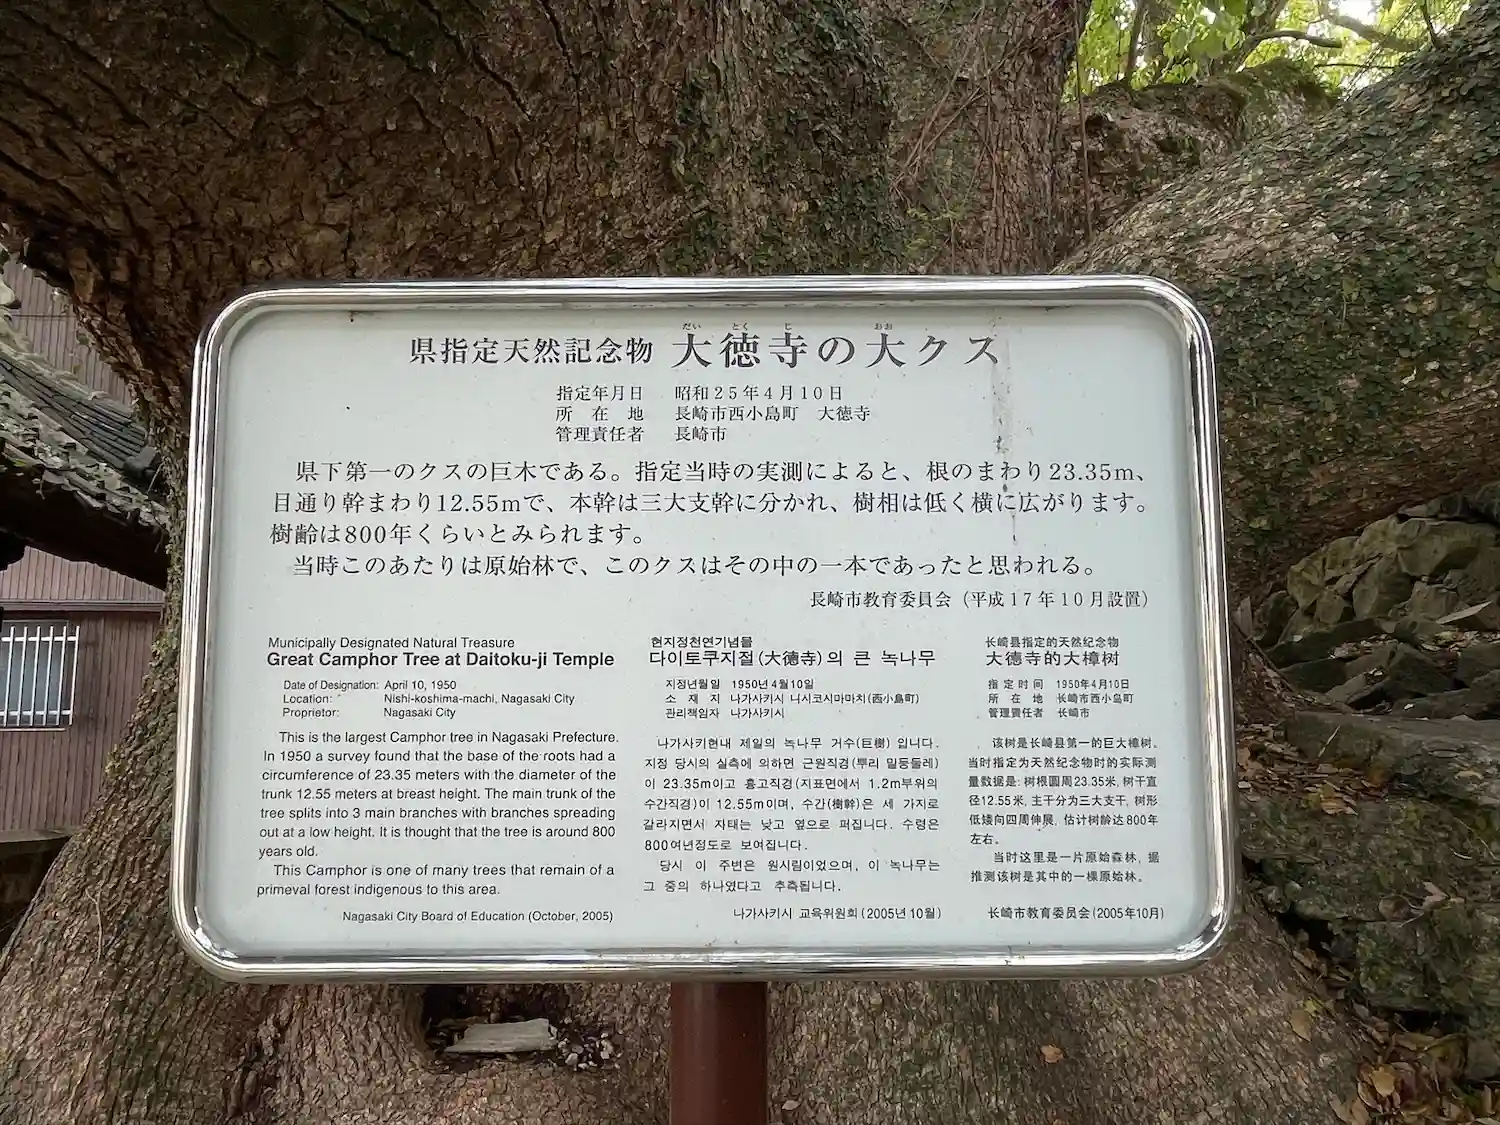 県指定天然記念物 大徳寺の大クス
だい とく じ おお
指定年月日 昭和25年4月10日
所 在 地 長崎市西小島町 大徳寺
管理責任者 長崎市
県下第一のクスの巨木である。指定当時の実測によると、根のまわり23.35m、
目通り幹まわり12.55mで、本幹は三大支幹に分かれ、樹相は低く横に広がります。
樹齢は800年くらいとみられます。
当時このあたりは原始林で、このクスはその中の一本であったと思われる。
長崎市教育委員会（平成17年10月設置）
Municipally Designated Natural Treasure
Great Camphor Tree at Daitoku-ji Temple
Date of Designation: April 10, 1950
Location: Nishi-koshima-machi, Nagasaki City
Proprietor: Nagasaki City
This is the largest Camphor tree in Nagasaki Prefecture.
In 1950 a survey found that the base of the roots had a
circumference of 23.35 meters with the diameter of the
trunk 12.55 meters at breast height. The main trunk of the
tree splits into 3 main branches with branches spreading
out at a low height. It is thought that the tree is around 800
years old.
This Camphor is one of many trees that remain of a
primeval forest indigenous to this area.
Nagasaki City Board of Education (October, 2005)
현지정천연기념물
다이토쿠지절(大德寺)의 큰 녹나무
지정년월일 1950년 4월10일
소 재 지 나가사키시 니시코시마마치(西小島町)
관리책임자 나가사키시
나가사키현내 제일의 녹나무 거수(巨樹) 입니다.
지정 당시의 실측에 의하면 근원직경(뿌리 밑둥둘레)
이 23.35m이고 흉고직경(지표면에서 1.2m부위의
수간직경)이 12.55m이며, 수간(樹幹)은 세 가지로
갈라지면서 자태는 낮고 옆으로 퍼집니다. 수령은
800여년정도로 보여집니다.
당시 이 주변은 원시림이었으며, 이 녹나무는
그 중의 하나였다고 추측됩니다.
나가사키시 교육위원회(2005년 10월)
长崎县指定的天然纪念物
大德寺的大樟树
指 定 时 间 1950年4月10日
所 在 地 长崎市西小岛町
管理責任者 长崎市
该树是长崎县第一的巨大樟树。
当时指定为天然纪念物时的实际测
量数据是: 树根圆周23.35米, 树干直
径12.55米, 主干分为三大支干, 树形
低矮向四周伸展, 估计树龄达800年
左右。
当时这里是一片原始森林, 据
推测该树是其中的一棵原始林。
长崎市教育委员会(2005年10月)